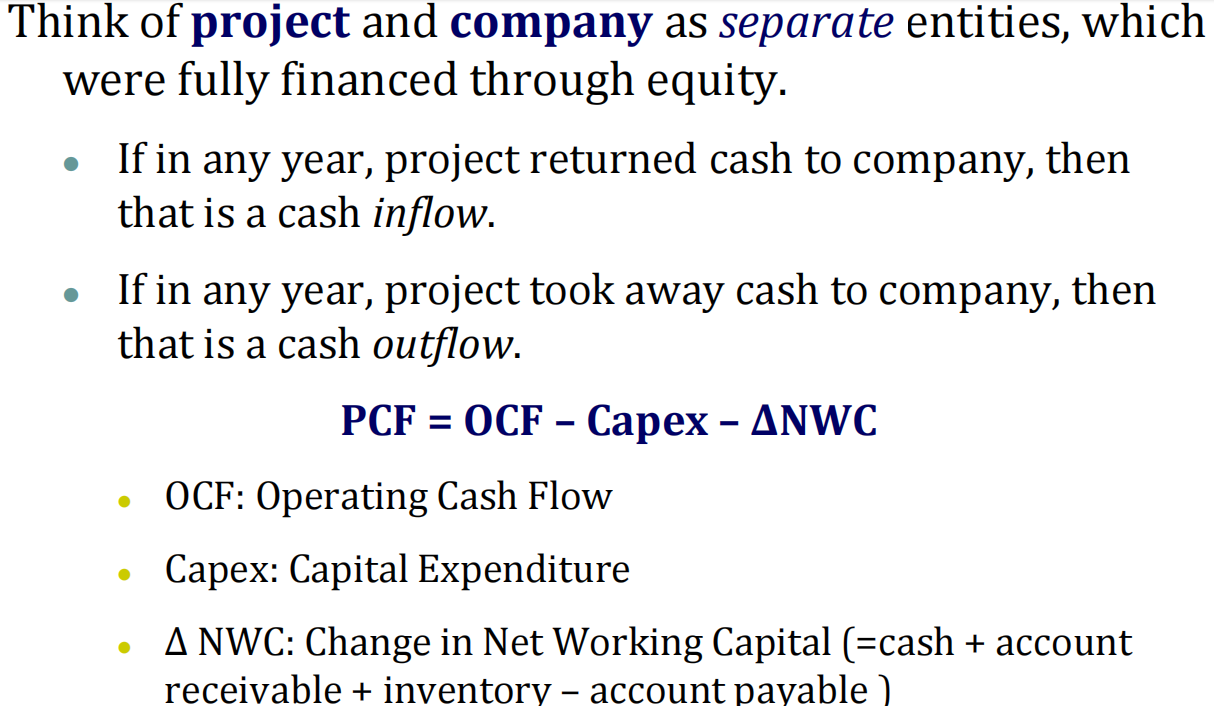 Think of project and company as separate entities, which
were fully financed through equity.
• If in any year, project returned cash to company, then
that is a cash inflow.
• If in any year, project took away cash to company, then
that is a cash outflow.
PCF = OCF – Capex – ΔNWC
• OCF: Operating Cash Flow
• Capex: Capital Expenditure
• Δ NWC: Change in Net Working Capital (=cash + account
receivable + inventory – account payable )